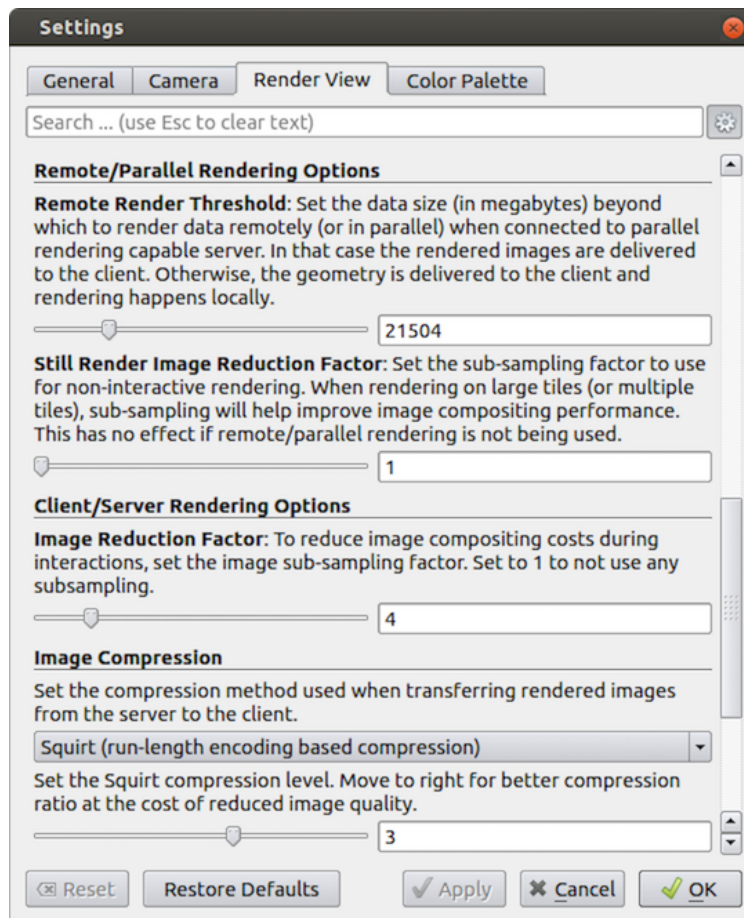 Settings
General Camera Render View Color Palette
Search ... (use Esc to clear text)
Remote/Parallel Rendering Options
Remote Render Threshold: Set the data size (in megabytes) beyond
which to render data remotely (or in parallel) when connected to parallel
rendering capable server. In that case the rendered images are delivered
to the client. Otherwise, the geometry is delivered to the client and
rendering happens locally.
21504
Still Render Image Reduction Factor: Set the sub-sampling factor to use
for non-interactive rendering. When rendering on large tiles (or multiple
tiles), sub-sampling will help improve image compositing performance.
This has no effect if remote/parallel rendering is not being used.
1
Client/Server Rendering Options
Image Reduction Factor: To reduce image compositing costs during
interactions, set the image sub-sampling factor. Set to 1 to not use any
subsampling.
4
Image Compression
Set the compression method used when transferring rendered images
from the server to the client.
Squirt (run-length encoding based compression)
Set the Squirt compression level. Move to right for better compression
ratio at the cost of reduced image quality.
3
Reset Restore Defaults Apply Cancel OK